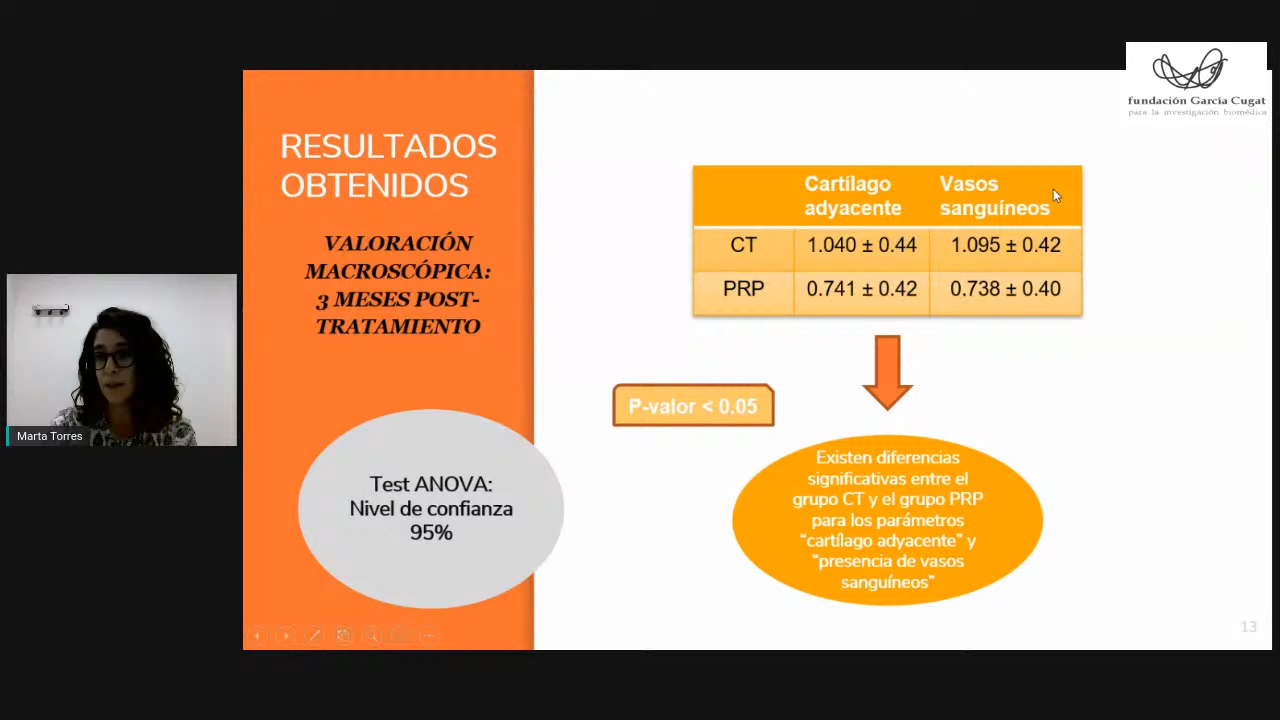 fundación García Cugat
para la investigación biomédica
RESULTADOS
OBTENIDOS
VALORACIÓN
MACROSCÓPICA:
3 MESES POST-
TRATAMIENTO
Test ANOVA:
Nivel de confianza
95%
Cartílago adyacente Vasos sanguíneos
CT 1.040 ± 0.44 1.095 ± 0.42
PRP 0.741 ± 0.42 0.738 ± 0.40
P-valor < 0.05
Existen diferencias
significativas entre el
grupo CT y el grupo PRP
para los parámetros
“cartílago adyacente” y
“presencia de vasos
sanguíneos”
13
Marta Torres